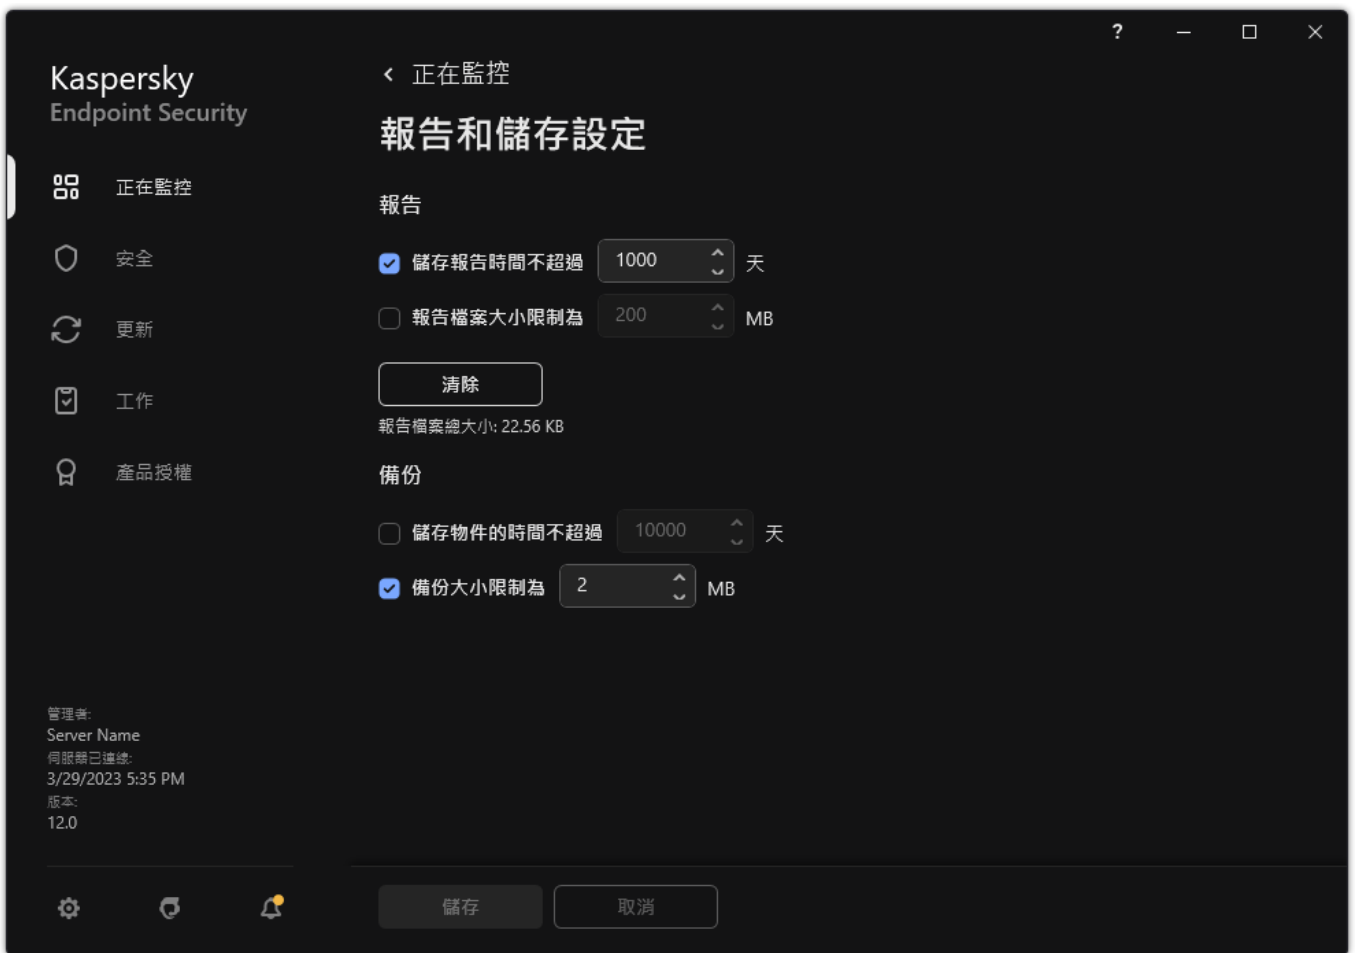 ?
Kaspersky
Endpoint Security
正在監控
安全
更新
工作
產品授權
管理者:
Server Name
伺服器已連線:
3/29/2023 5:35 PM
版本:
12.0
正在監控
報告和儲存設定
報告
儲存報告時間不超過 1000 天
報告檔案大小限制為 200 MB
清除
報告檔案總大小: 22.56 KB
備份
儲存物件的時間不超過 10000 天
備份大小限制為 2 MB
儲存 取消